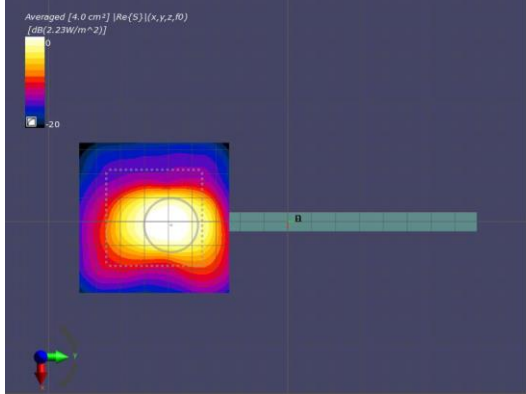 Averaged [4.0 cm²] |Re{S}|(x,y,z,f0)
[dB(2.23W/m^2)]
0
-20
B
Y